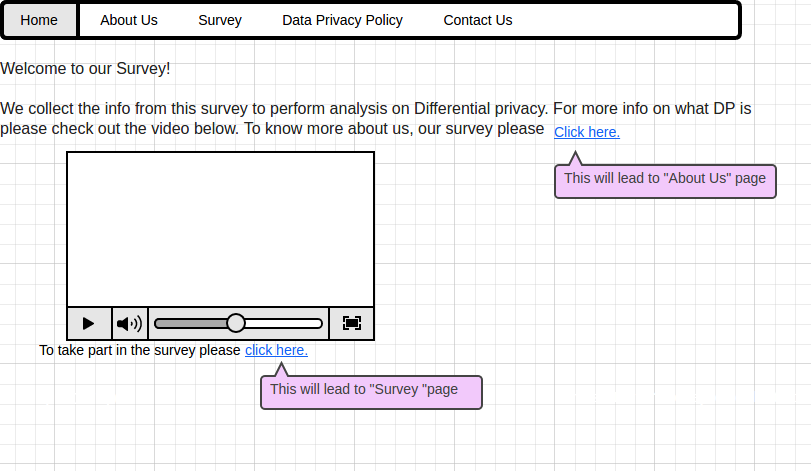 Home About Us Survey Data Privacy Policy Contact Us
Welcome to our Survey!
We collect the info from this survey to perform analysis on Differential privacy. For more info on what DP is
please check out the video below. To know more about us, our survey please Click here.
This will lead to "About Us" page
To take part in the survey please click here.
This will lead to "Survey "page